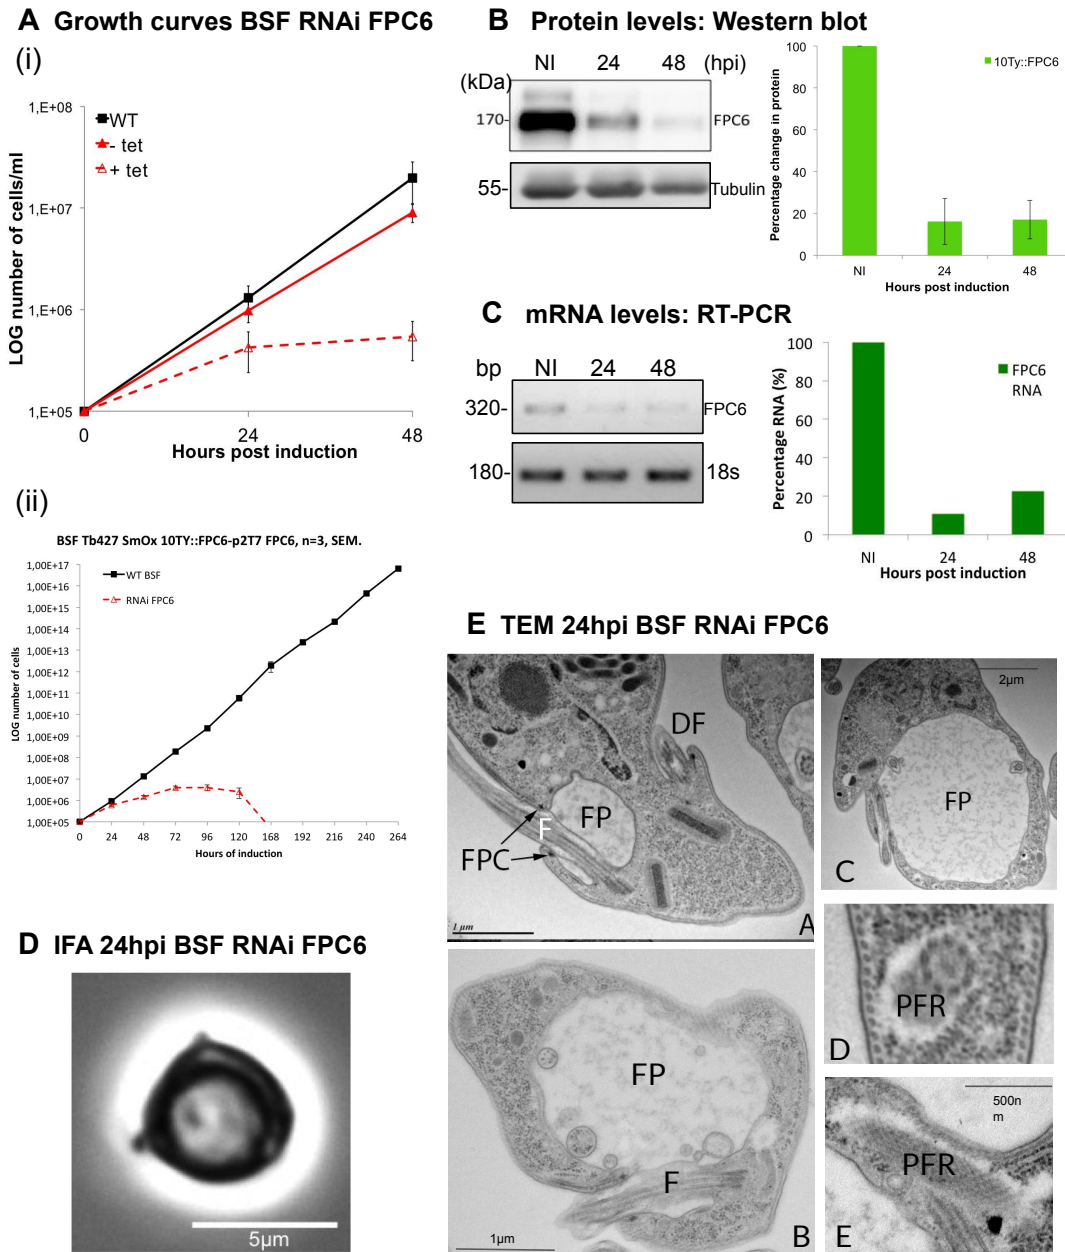 A Growth curves BSF RNAi FPC6
(i)
1,E+08
1,E+07
1,E+06
1,E+05
LOG number of cells/ml
WT
- tet
+ tet
0 24 48
Hours post induction
(ii)
BSF Tb427 SmOx 10TY::FPC6-p2T7 FPC6, n=3, SEM.
1,00E+17
1,00E+16
1,00E+15
1,00E+14
1,00E+13
1,00E+12
1,00E+11
1,00E+10
1,00E+09
1,00E+08
1,00E+07
1,00E+06
1,00E+05
LOG number of cells
WT BSF
RNAi FPC6
0 24 48 72 96 120 168 192 216 240 264
Hours of induction
B Protein levels: Western blot
NI 24 48 (hpi)
(kDa)
170-
FPC6
55-
Tubulin
100
80
60
40
20
0
Percentage change in protein
10Ty::FPC6
NI 24 48
Hours post induction
C mRNA levels: RT-PCR
bp NI 24 48
320-
FPC6
180-
18s
100
80
60
40
20
0
Percentage RNA (%)
FPC6
RNA
NI 24 48
Hours post induction
D IFA 24hpi BSF RNAi FPC6
5µm
E TEM 24hpi BSF RNAi FPC6
DF
FP
F
FPC
1 µm
A
FP
F
1µm
B
2µm
FP
C
PFR
D
500n
m
PFR
E